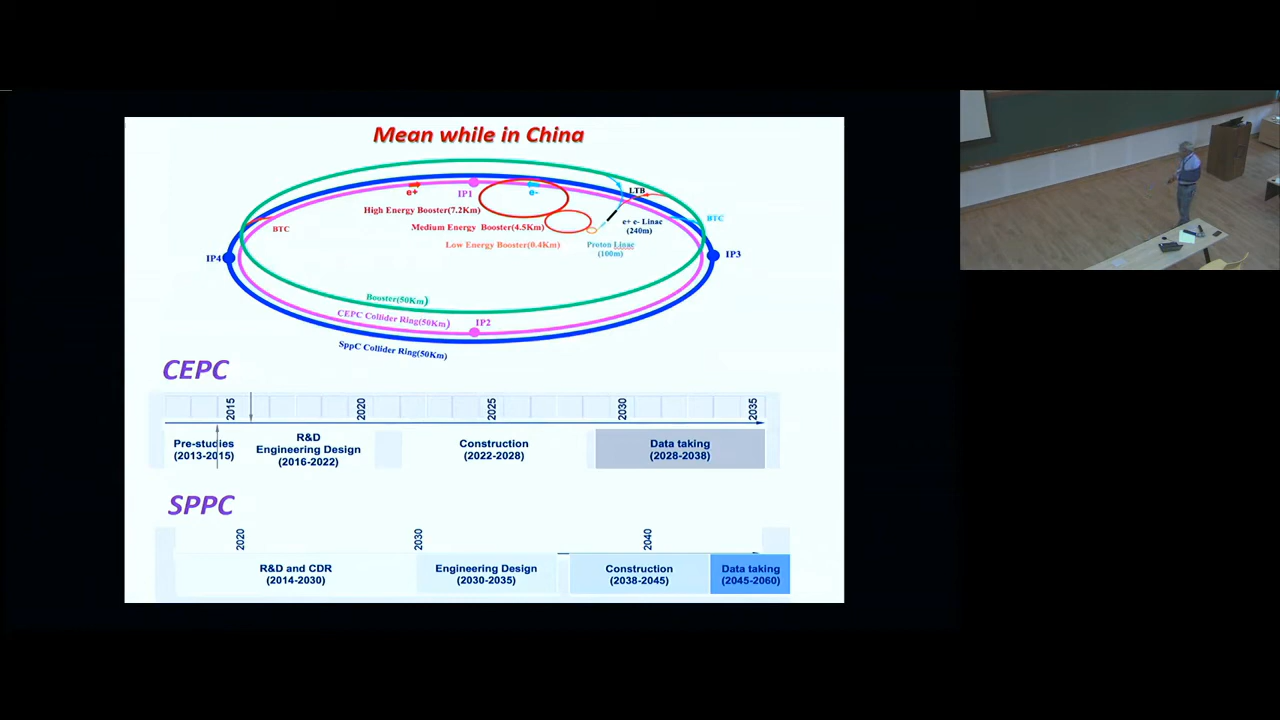 Mean while in China
IP1
e+
e-
LTB
High Energy Booster(7.2Km)
Medium Energy Booster(4.5Km)
Low Energy Booster(0.4Km)
e+ e- Linac
(240m)
Proton Linac
(100m)
BTC
BTC
IP4
IP3
Booster(50Km)
CEPC Collider Ring(50Km)
IP2
SppC Collider Ring(50Km)
CEPC
2015
2020
2025
2030
2035
Pre-studies
(2013-2015)
R&D
Engineering Design
(2016-2022)
Construction
(2022-2028)
Data taking
(2028-2038)
SPPC
2020
2030
2040
R&D and CDR
(2014-2030)
Engineering Design
(2030-2035)
Construction
(2038-2045)
Data taking
(2045-2060)